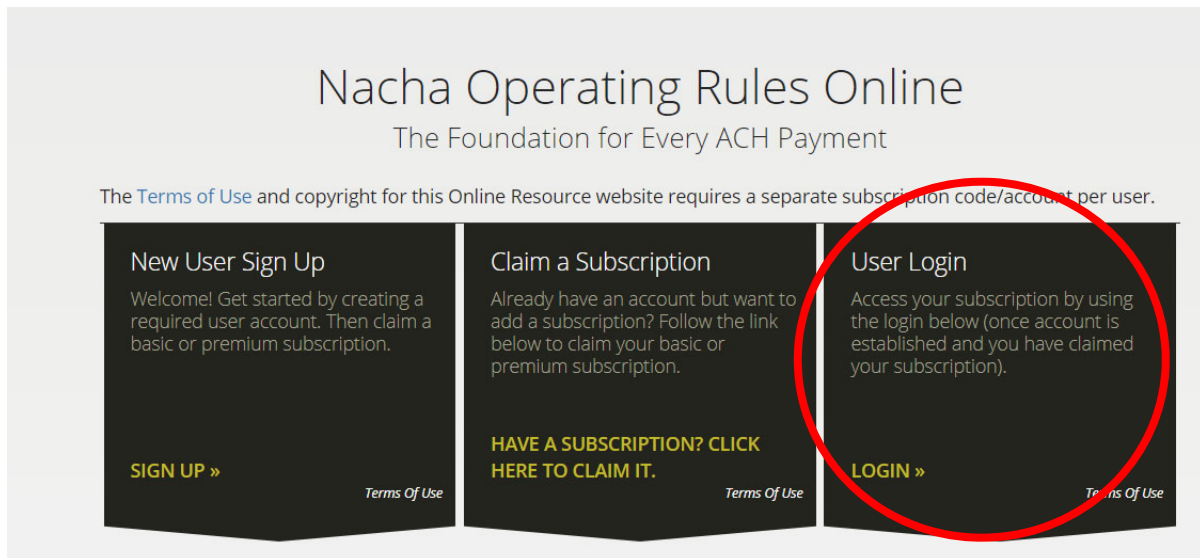 Nacha Operating Rules Online
The Foundation for Every ACH Payment
The Terms of Use and copyright for this Online Resource website requires a separate subscription code/account per user.
New User Sign Up
Welcome! Get started by creating a
required user account. Then claim a
basic or premium subscription.
SIGN UP »
Terms Of Use
Claim a Subscription
Already have an account but want to
add a subscription? Follow the link
below to claim your basic or
premium subscription.
HAVE A SUBSCRIPTION? CLICK
HERE TO CLAIM IT.
Terms Of Use
User Login
Access your subscription by using
the login below (once account is
established and you have claimed
your subscription).
LOGIN »
Terms Of Use